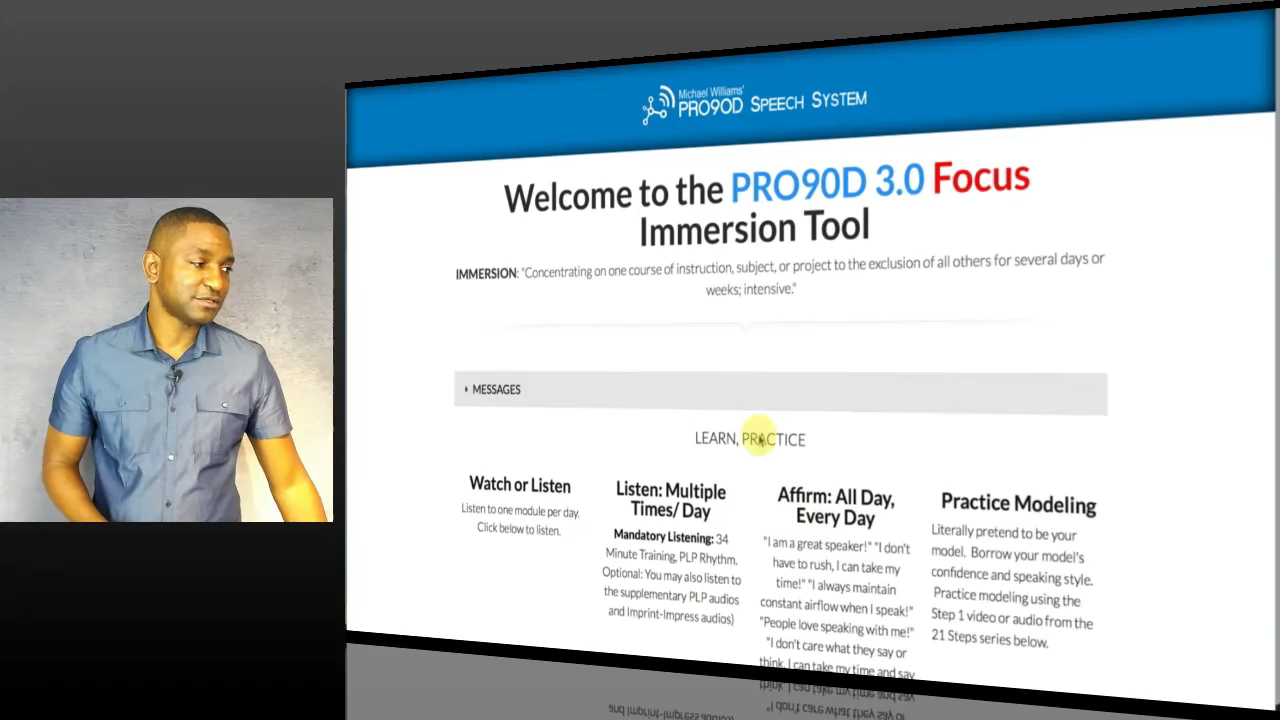 Michael Williams'
PRO90D SPEECH SYSTEM
Welcome to the PRO90D 3.0 Focus
Immersion Tool
IMMERSION: "Concentrating on one course of instruction, subject, or project to the exclusion of all others for several days or
weeks; intensive."
MESSAGES
LEARN, PRACTICE
Watch or Listen
Listen to one module per day.
Click below to listen.
Listen: Multiple
Times/ Day
Mandatory Listening: 34
Minute Training, PLP Rhythm.
Optional: You may also listen to
the supplementary PLP audios
and Imprint-Impress audios)
Affirm: All Day,
Every Day
"I am a great speaker!" "I don't
have to rush, I can take my
time!" "I always maintain
constant airflow when I speak!"
"People love speaking with me!"
"I don't care what they say or
think, I can take my time and say
Practice Modeling
Literally pretend to be your
model. Borrow your model's
confidence and speaking style.
Practice modeling using the
Step 1 video or audio from the
21 Steps series below.